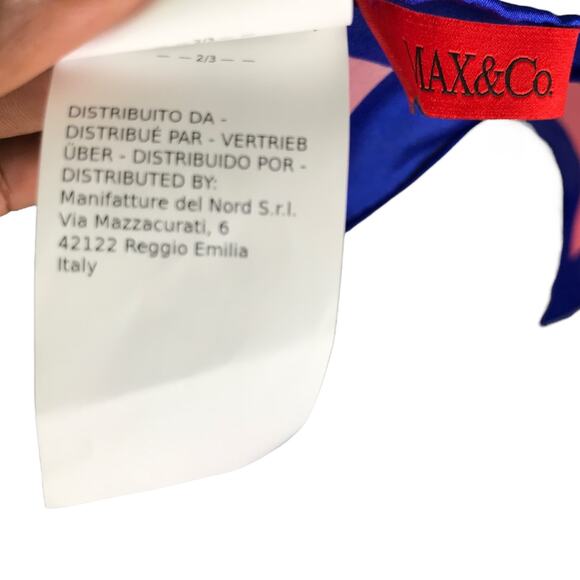 — — 2/3 — —
DISTRIBUITO DA -
DISTRIBUÉ PAR - VERTRIEB
ÜBER - DISTRIBUIDO POR -
DISTRIBUTED BY:
Manifatture del Nord S.r.l.
Via Mazzacurati, 6
42122 Reggio Emilia
Italy
MAX&Co.